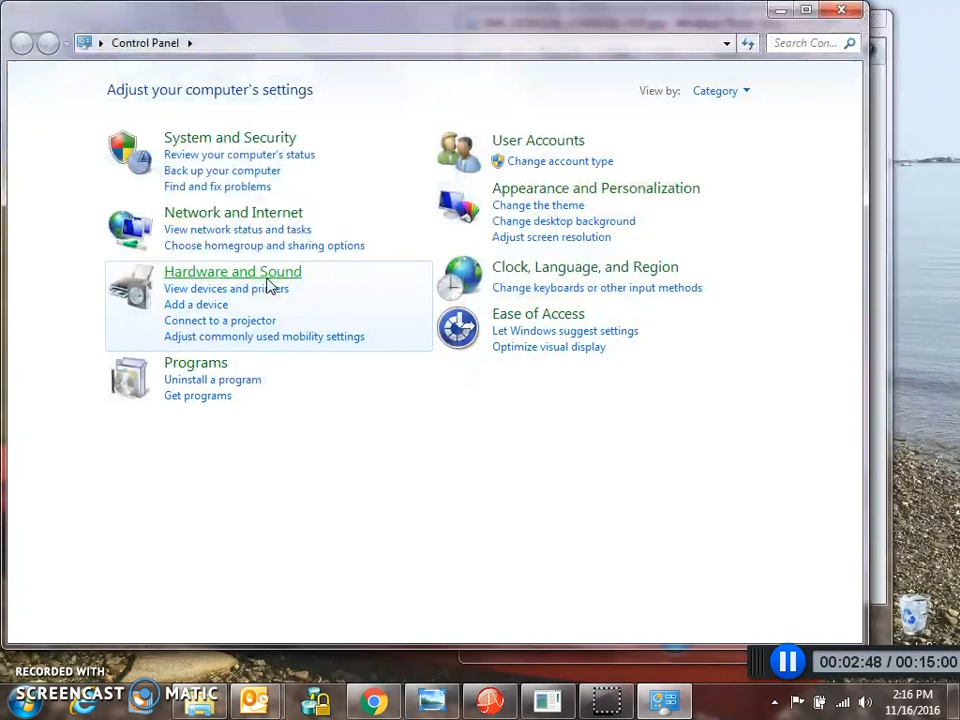 Control Panel
Search Con...
Adjust your computer's settings
View by: Category
System and Security
Review your computer's status
Back up your computer
Find and fix problems
Network and Internet
View network status and tasks
Choose homegroup and sharing options
Hardware and Sound
View devices and printers
Add a device
Connect to a projector
Adjust commonly used mobility settings
Programs
Uninstall a program
Get programs
User Accounts
Change account type
Appearance and Personalization
Change the theme
Change desktop background
Adjust screen resolution
Clock, Language, and Region
Change keyboards or other input methods
Ease of Access
Let Windows suggest settings
Optimize visual display
RECORDED WITH
SCREENCAST MATIC
00:02:48 / 00:15:00
2:16 PM
11/16/2016